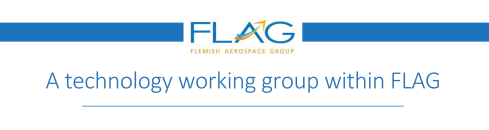 FLAG
FLEMISH AEROSPACE GROUP
A technology working group within FLAG